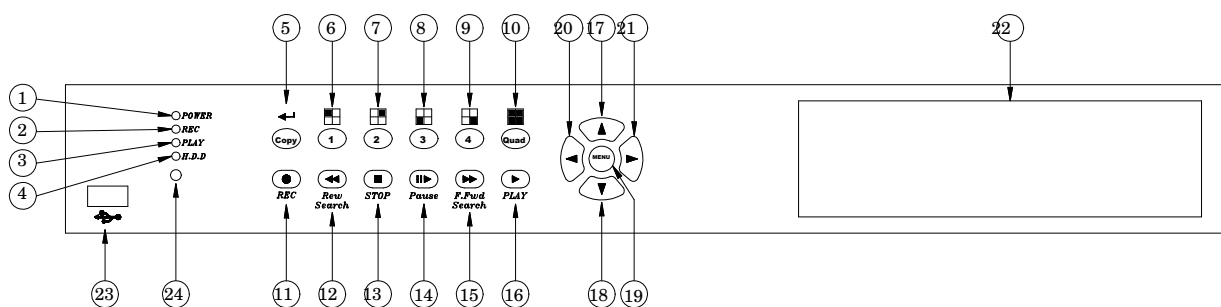 5 6 7 8 9 10 20 17 21 22
1 POWER
2 REC
3 PLAY
4 H.D.D
Copy 1 2 3 4 Quad MENU
REC Rew Search STOP Pause F.Fwd Search PLAY
23 24 11 12 13 14 15 16 18 19